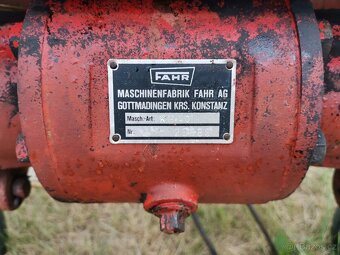 FAHR
MASCHINENFABRIK FAHR AG
GOTTMADINGEN KRS. KONSTANZ
Masch.-Art
Nr.